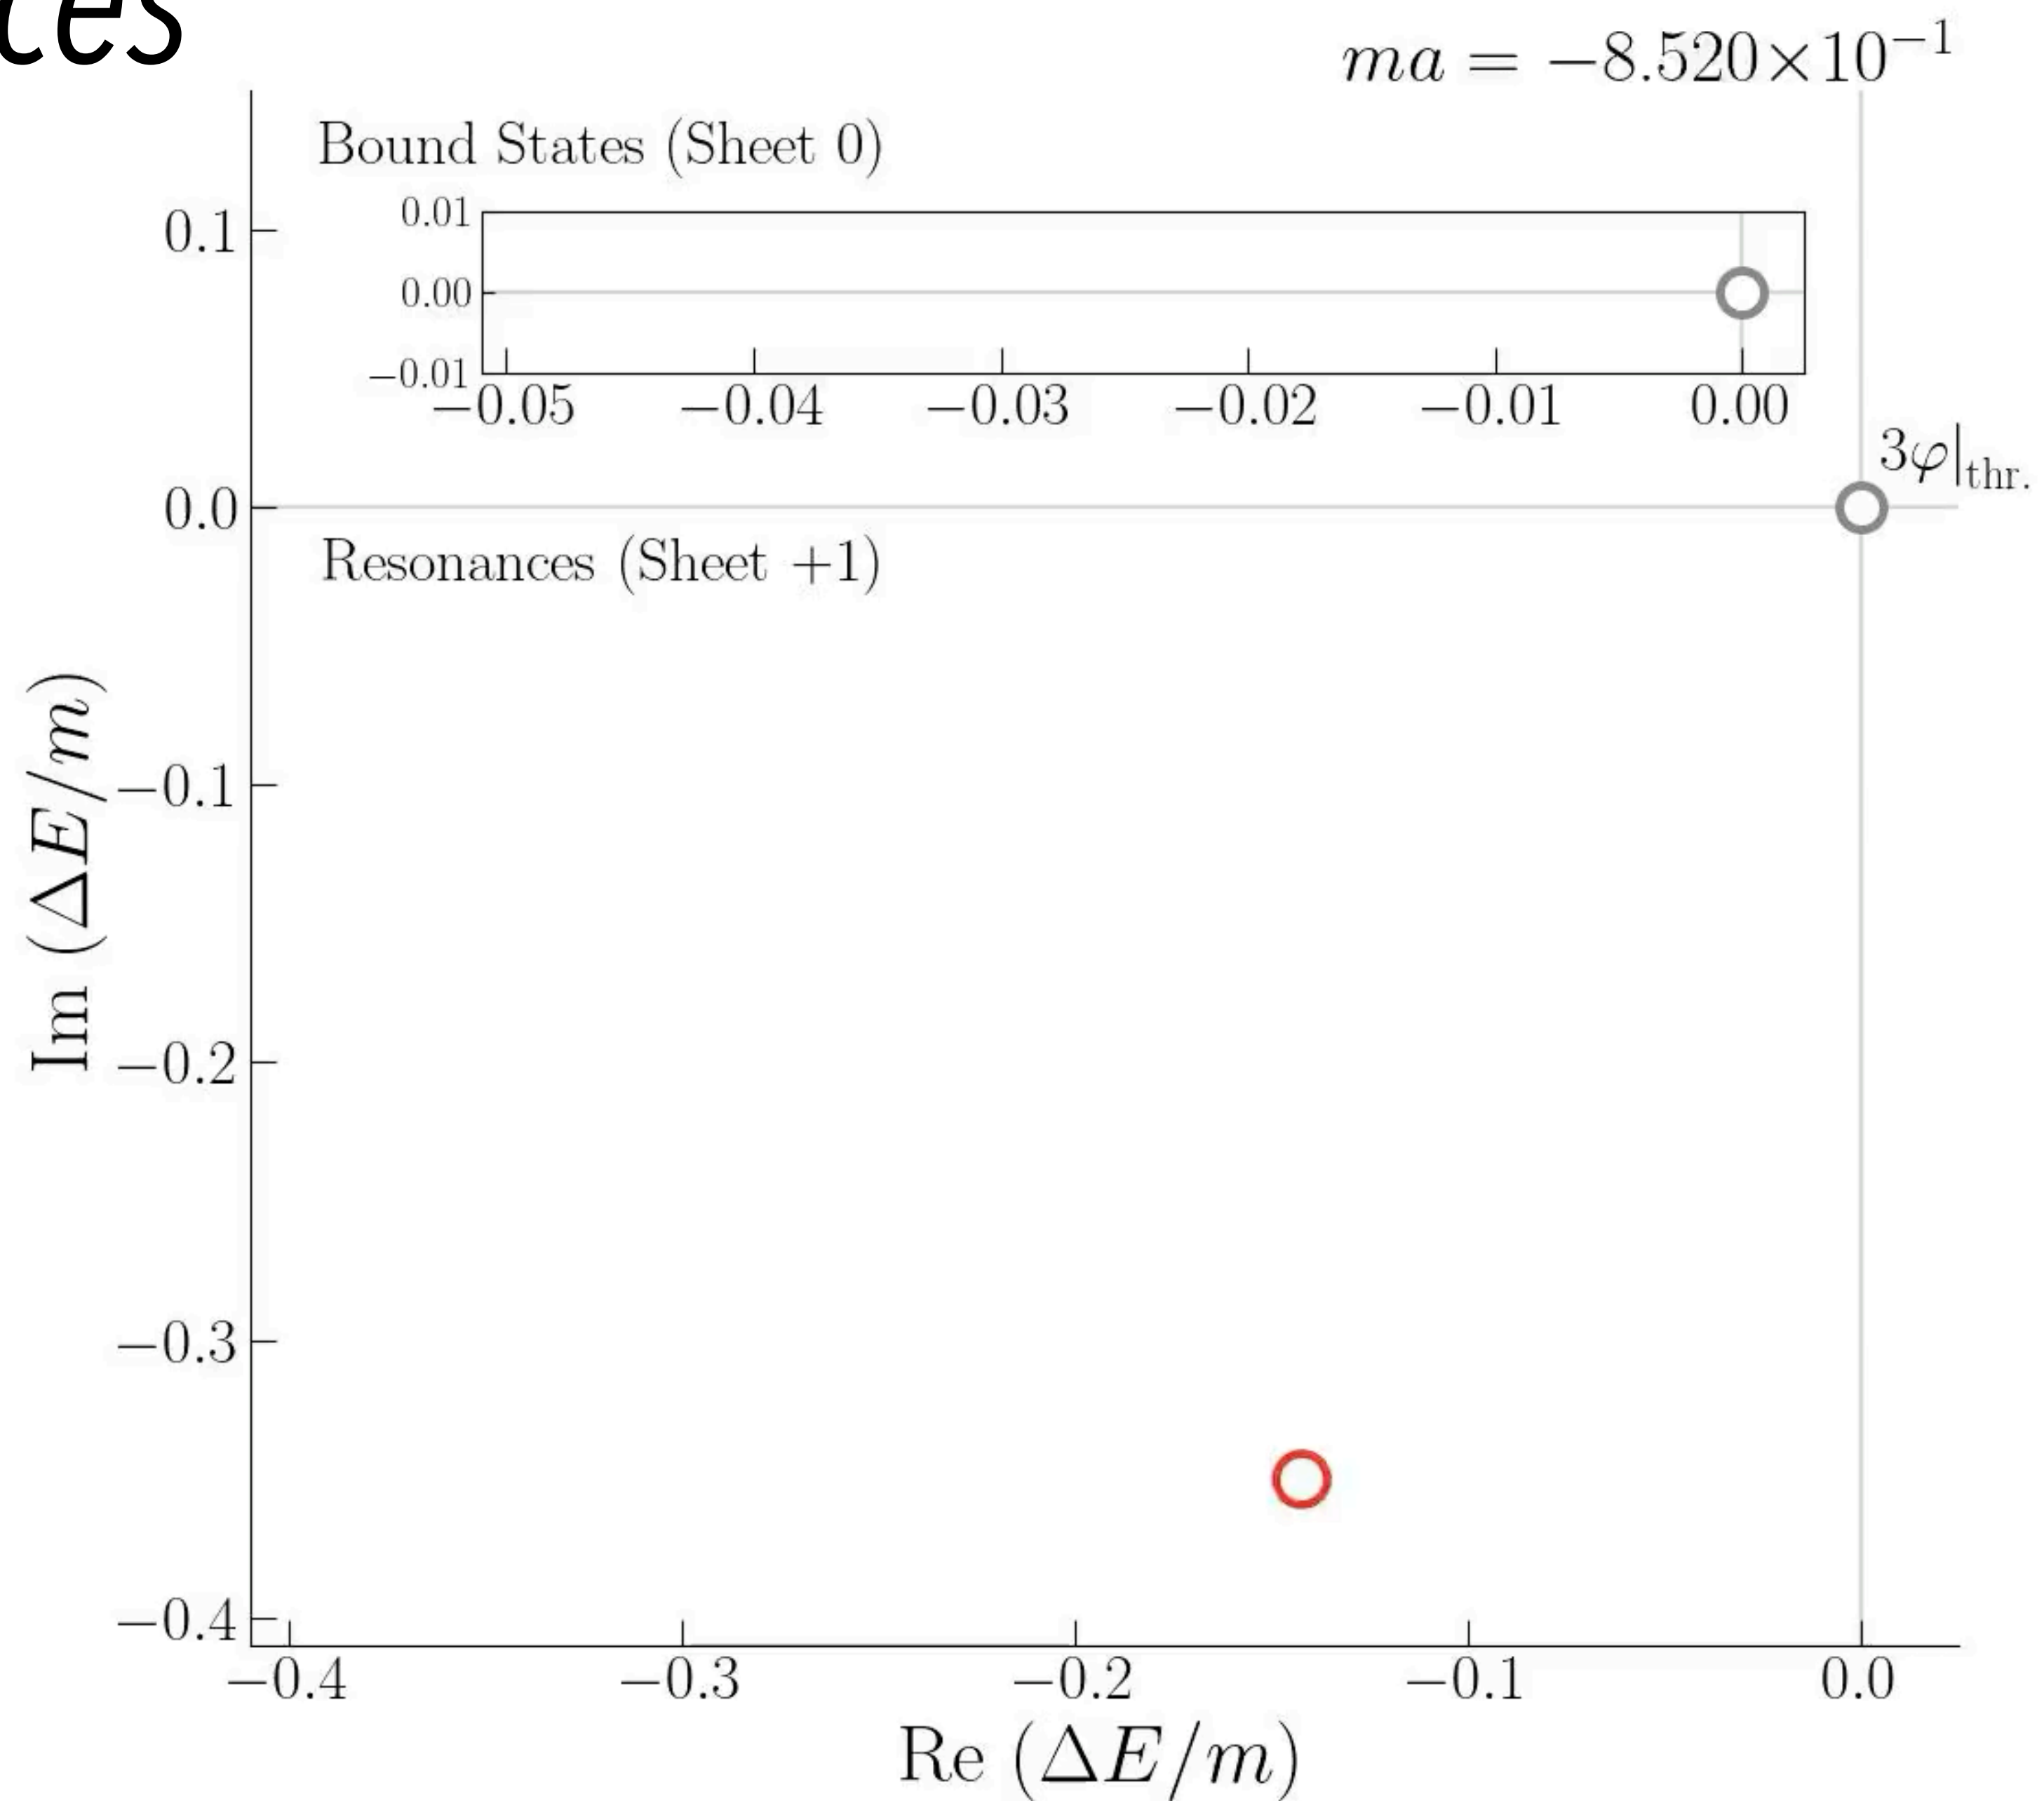 ces
ma = −8.520×10⁻¹
Bound States (Sheet 0)
0.01
0.00
−0.01
−0.05 −0.04 −0.03 −0.02 −0.01 0.00
3φ|thr.
Resonances (Sheet +1)
0.1
0.0
−0.1
−0.2
−0.3
−0.4
Im (ΔE/m)
−0.4 −0.3 −0.2 −0.1 0.0
Re (ΔE/m)